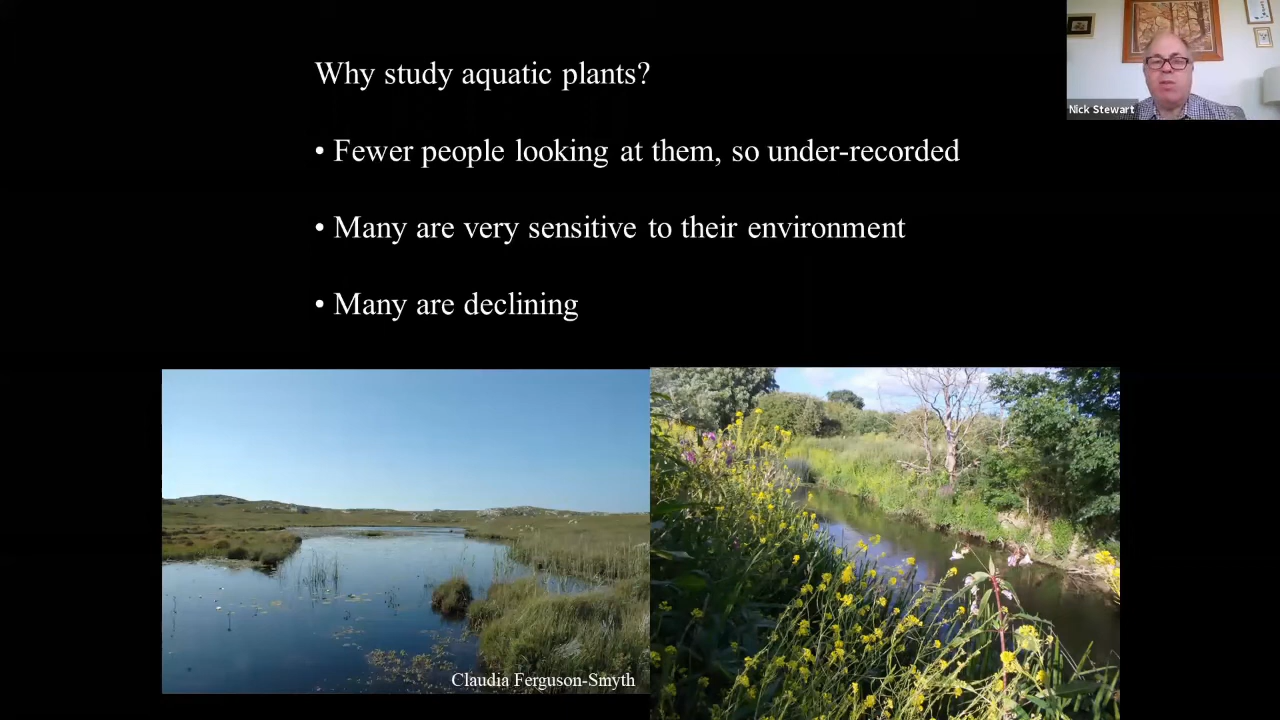 Why study aquatic plants?
• Fewer people looking at them, so under-recorded
• Many are very sensitive to their environment
• Many are declining
Nick Stewart
Claudia Ferguson-Smyth